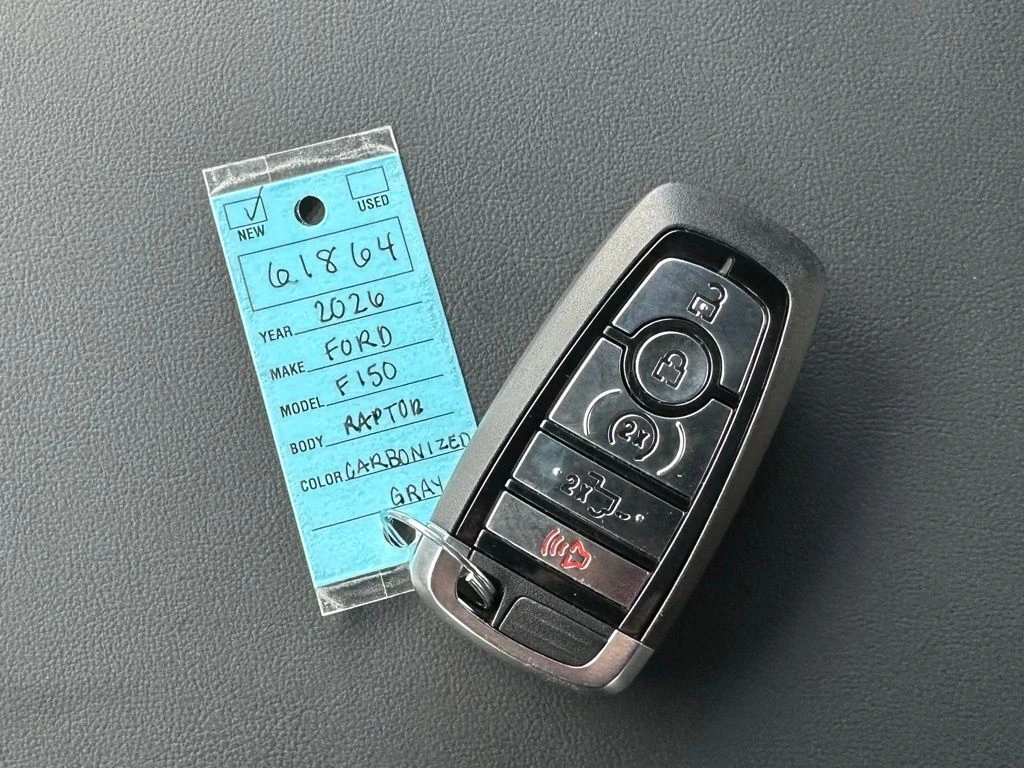 NEW USED
61864
YEAR 2026
MAKE FORD
MODEL F150
BODY RAPTOR
COLOR CARBONIZED
GRAY
2x
2x